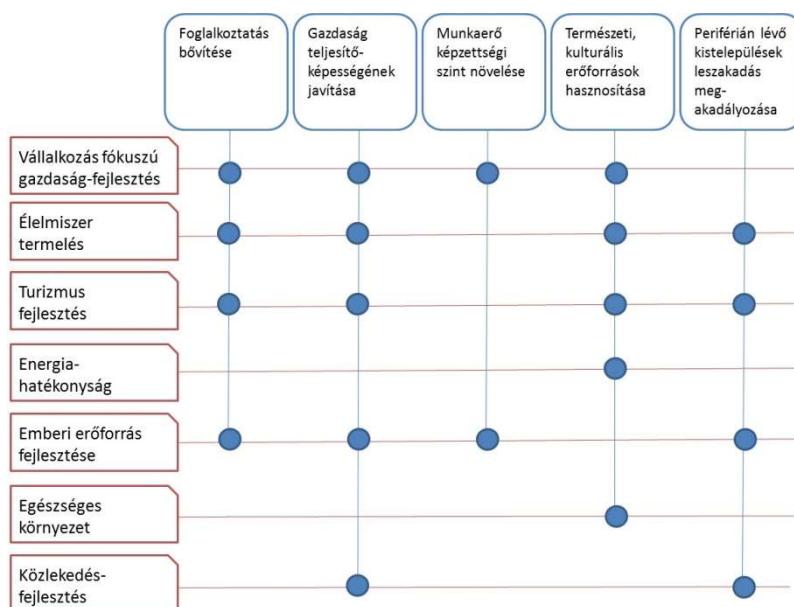 Foglalkoztatás
bővítése
Gazdaság
teljesítő-
képességének
javítása
Munkaerő
képzettségi
szint növelése
Természeti,
kulturális
erőforrások
hasznosítása
Periférián lévő
kistelepülések
leszakadás
meg-
akadályozása
Vállalkozás fókuszú
gazdaság-fejlesztés
Élelmiszer
termelés
Turizmus
fejlesztés
Energia-
hatékonyság
Emberi erőforrás
fejlesztése
Egészséges
környezet
Közlekedés-
fejlesztés